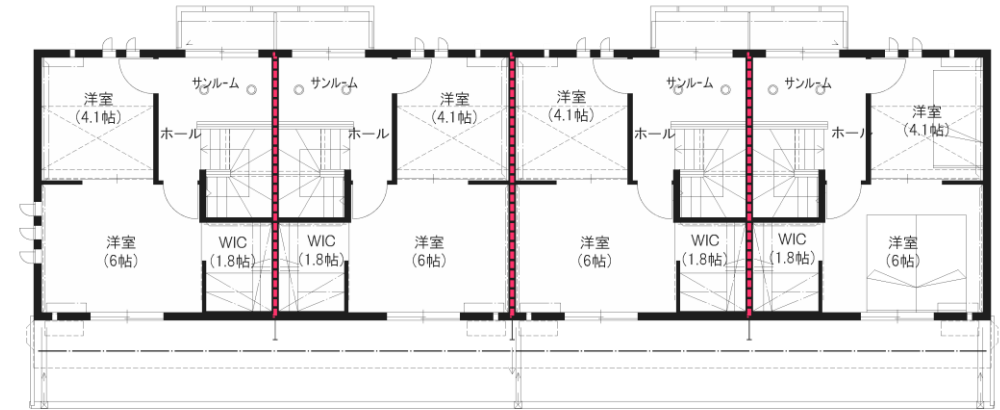 サンルーム
サンルーム
サンルーム
サンルーム
洋室
(4.1帖)
ホール
ホール
洋室
(4.1帖)
洋室
(4.1帖)
ホール
ホール
洋室
(4.1帖)
洋室
(6帖)
WIC
(1.8帖)
WIC
(1.8帖)
洋室
(6帖)
洋室
(6帖)
WIC
(1.8帖)
WIC
(1.8帖)
洋室
(6帖)